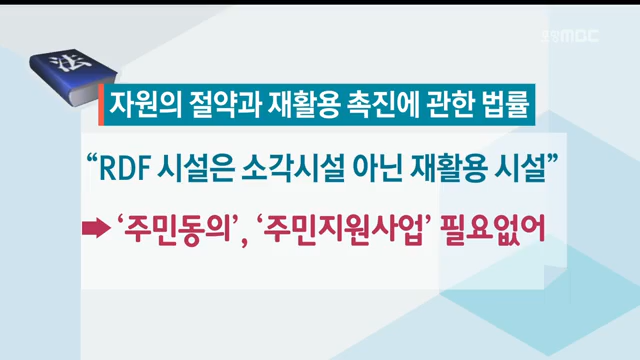 法
자원의 절약과 재활용 촉진에 관한 법률
“RDF 시설은 소각시설 아닌 재활용 시설”
➡ ‘주민동의’, ‘주민지원사업’ 필요없어